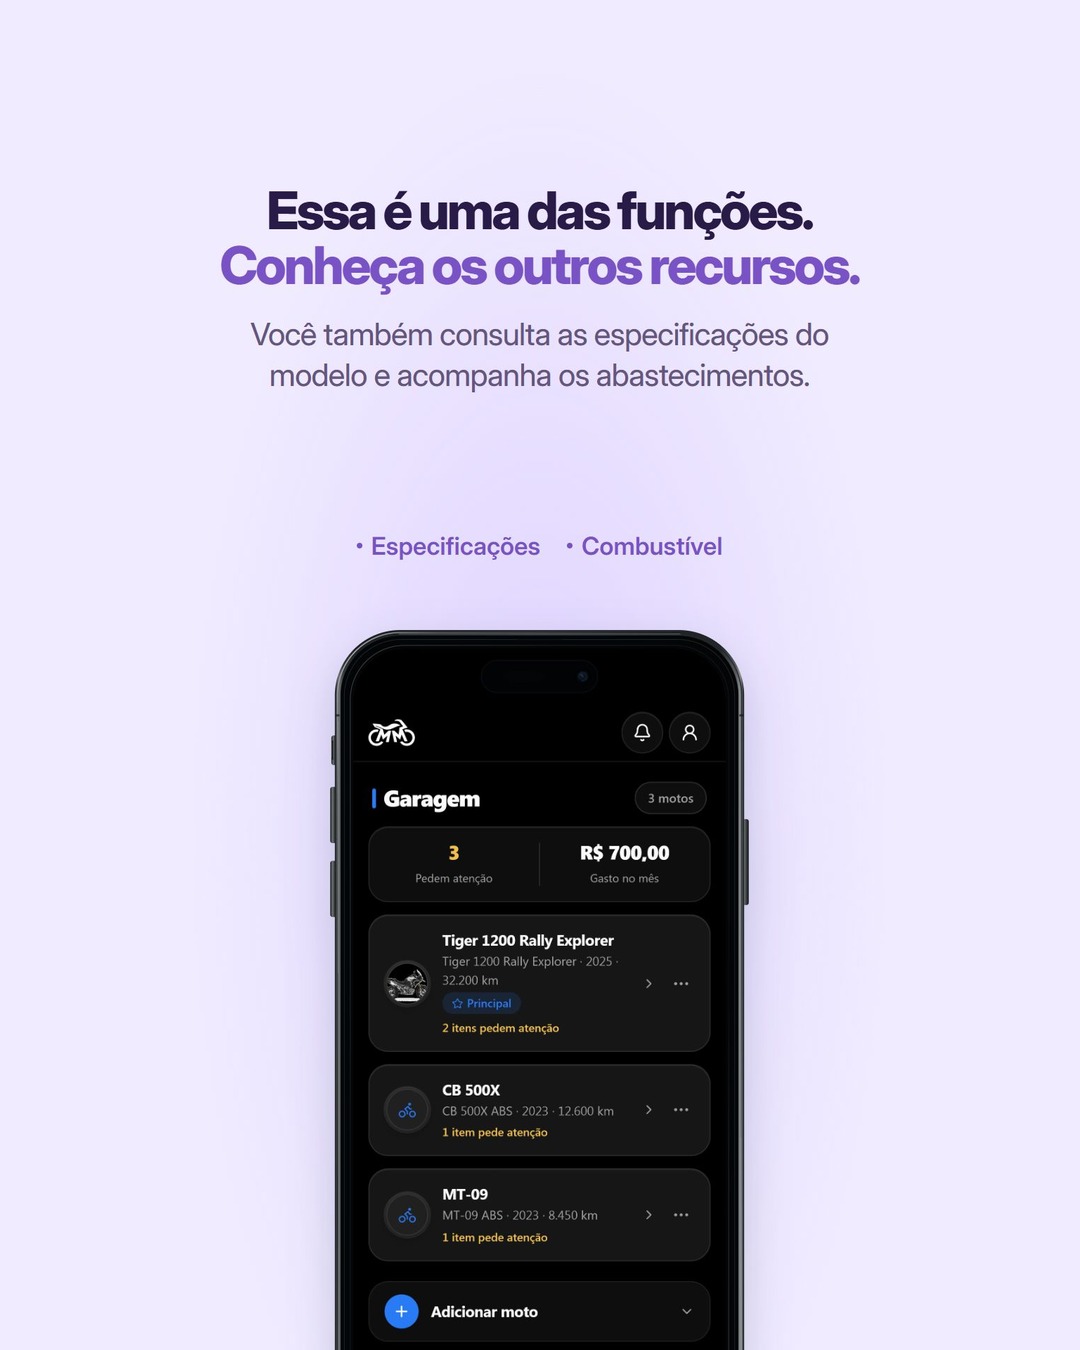 Essa é uma das funções.
Conheça os outros recursos.
Você também consulta as especificações do
modelo e acompanha os abastecimentos.
• Especificações • Combustível
MM
Garagem
3 motos
3
Pedem atenção
R$ 700,00
Gasto no mês
Tiger 1200 Rally Explorer
Tiger 1200 Rally Explorer · 2025 ·
32.200 km
Principal
2 itens pedem atenção
CB 500X
CB 500X ABS · 2023 · 12.600 km
1 item pede atenção
MT-09
MT-09 ABS · 2023 · 8.450 km
1 item pede atenção
Adicionar moto